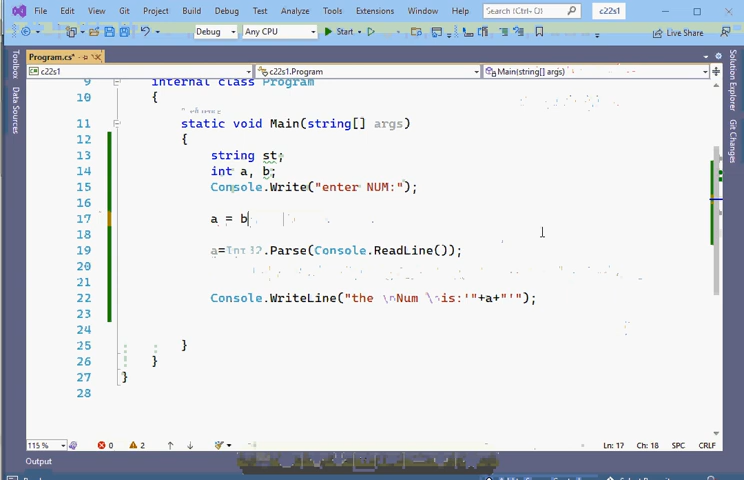 File Edit View Git Project Build Debug Test Analyze Tools Extensions Window Help Search (Ctrl+Q) c22s1
Debug Any CPU Start Live Share
Program.cs*
c22s1 c22s1.Program Main(string[] args)
Toolbox
Data Sources
Solution Explorer
Git Changes
9 internal class Program
10 {
11 static void Main(string[] args)
12 {
13 string st;
14 int a, b;
15 Console.Write("enter NUM:");
16
17 a = b
18
19 a=Int32.Parse(Console.ReadLine());
20
21
22 Console.WriteLine("the \nNum \nis:'"+a+"'");
23
24
25 }
26 }
27 }
28
115 % 0 2 Ln: 17 Ch: 18 SPC CRLF
Output